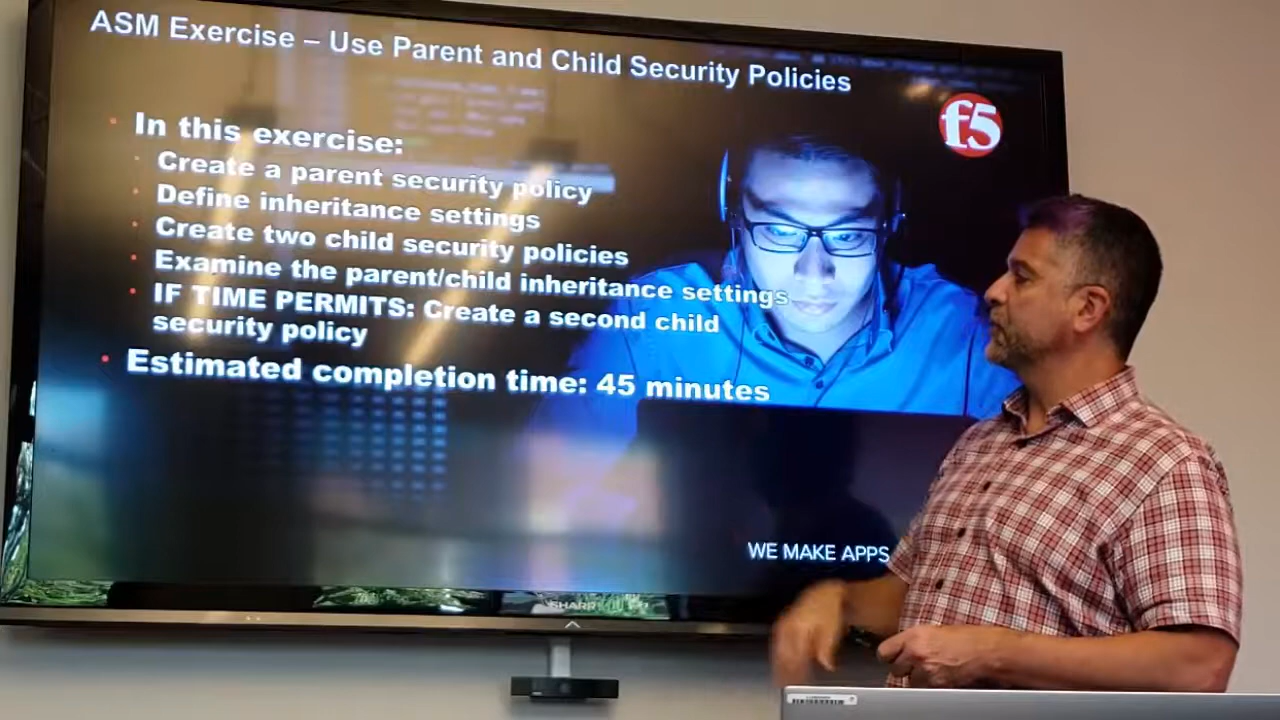 ASM Exercise – Use Parent and Child Security Policies
f5
In this exercise:
Create a parent security policy
Define inheritance settings
Create two child security policies
Examine the parent/child inheritance settings
IF TIME PERMITS: Create a second child
security policy
Estimated completion time: 45 minutes
WE MAKE APPS
SHARP